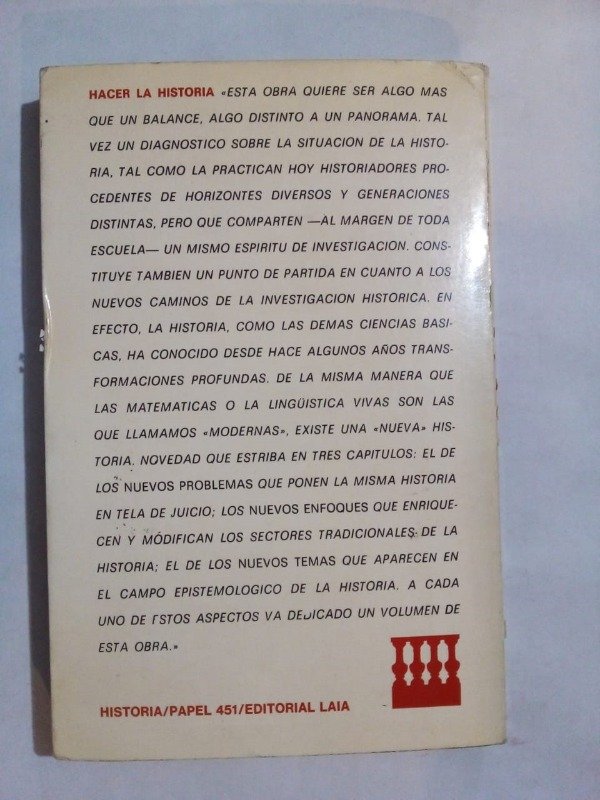 HACER LA HISTORIA «ESTA OBRA QUIERE SER ALGO MAS
QUE UN BALANCE, ALGO DISTINTO A UN PANORAMA. TAL
VEZ UN DIAGNOSTICO SOBRE LA SITUACION DE LA HISTO-
RIA, TAL COMO LA PRACTICAN HOY HISTORIADORES PRO-
CEDENTES DE HORIZONTES DIVERSOS Y GENERACIONES
DISTINTAS, PERO QUE COMPARTEN —AL MARGEN DE TODA
ESCUELA— UN MISMO ESPIRITU DE INVESTIGACION. CONS-
TITUYE TAMBIEN UN PUNTO DE PARTIDA EN CUANTO A LOS
NUEVOS CAMINOS DE LA INVESTIGACION HISTORICA. EN
EFECTO, LA HISTORIA, COMO LAS DEMAS CIENCIAS BASI-
CAS, HA CONOCIDO DESDE HACE ALGUNOS AÑOS TRANS-
FORMACIONES PROFUNDAS. DE LA MISMA MANERA QUE
LAS MATEMATICAS O LA LINGÜISTICA VIVAS SON LAS
QUE LLAMAMOS «MODERNAS», EXISTE UNA «NUEVA» HIS-
TORIA. NOVEDAD QUE ESTRIBA EN TRES CAPITULOS: EL DE
LOS NUEVOS PROBLEMAS QUE PONEN LA MISMA HISTORIA
EN TELA DE JUICIO; LOS NUEVOS ENFOQUES QUE ENRIQUE-
CEN Y MODIFICAN LOS SECTORES TRADICIONALES DE LA
HISTORIA; EL DE LOS NUEVOS TEMAS QUE APARECEN EN
EL CAMPO EPISTEMOLOGICO DE LA HISTORIA. A CADA
UNO DE ESTOS ASPECTOS VA DEDICADO UN VOLUMEN DE
ESTA OBRA.»
HISTORIA/PAPEL 451/EDITORIAL LAIA